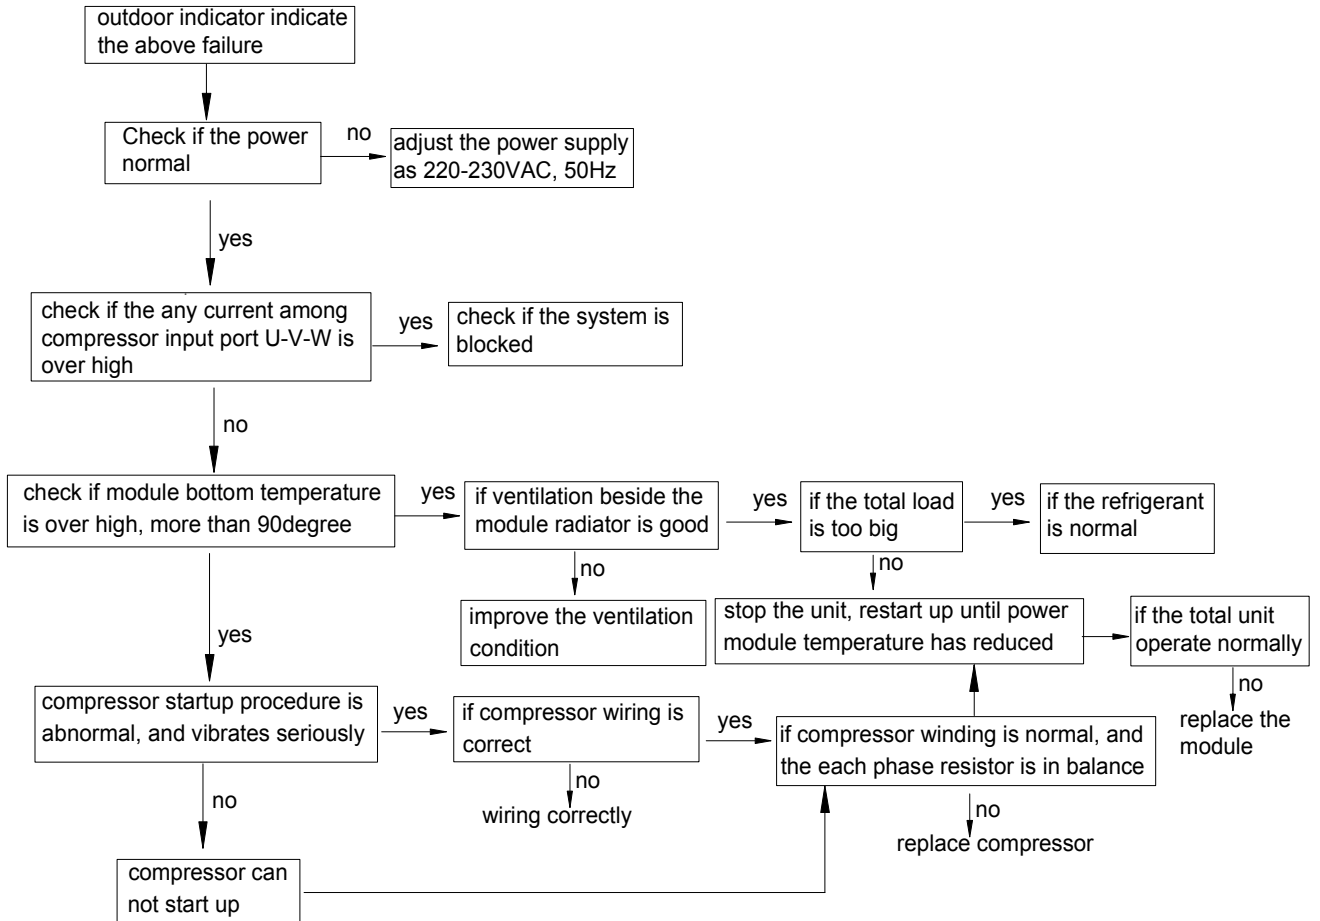 outdoor indicator indicate
the above failure
Check if the power
normal
no
adjust the power supply
as 220-230VAC, 50Hz
yes
check if the any current among
compressor input port U-V-W is
over high
yes
check if the system is
blocked
no
check if module bottom temperature
is over high, more than 90degree
yes
if ventilation beside the
module radiator is good
yes
if the total load
is too big
yes
if the refrigerant
is normal
no
improve the ventilation
condition
no
stop the unit, restart up until power
module temperature has reduced
if the total unit
operate normally
no
replace the
module
yes
compressor startup procedure is
abnormal, and vibrates seriously
yes
if compressor wiring is
correct
yes
if compressor winding is normal, and
the each phase resistor is in balance
no
wiring correctly
no
replace compressor
no
compressor can
not start up